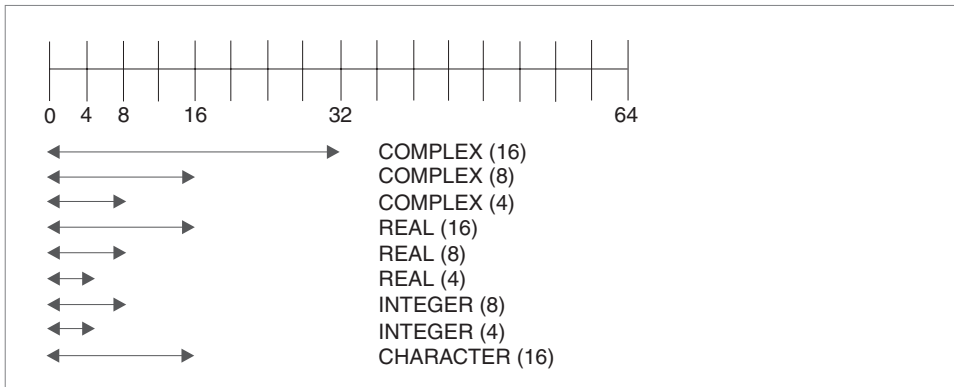 0 4 8 16 32 64
COMPLEX (16)
COMPLEX (8)
COMPLEX (4)
REAL (16)
REAL (8)
REAL (4)
INTEGER (8)
INTEGER (4)
CHARACTER (16)